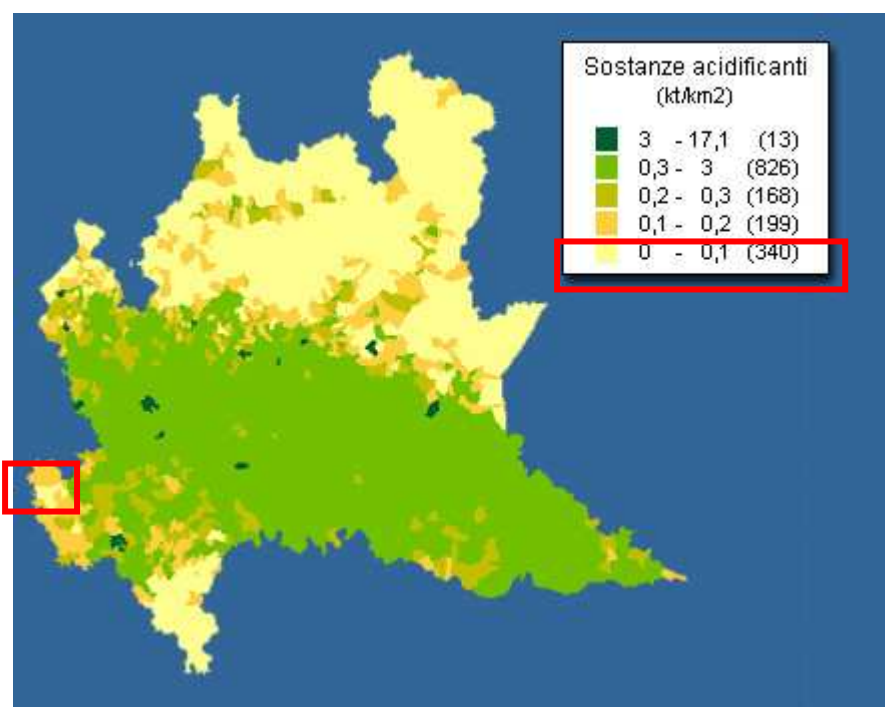 Sostanze acidificanti
(kt/km2)
3 - 17,1 (13)
0,3 - 3 (826)
0,2 - 0,3 (168)
0,1 - 0,2 (199)
0 - 0,1 (340)